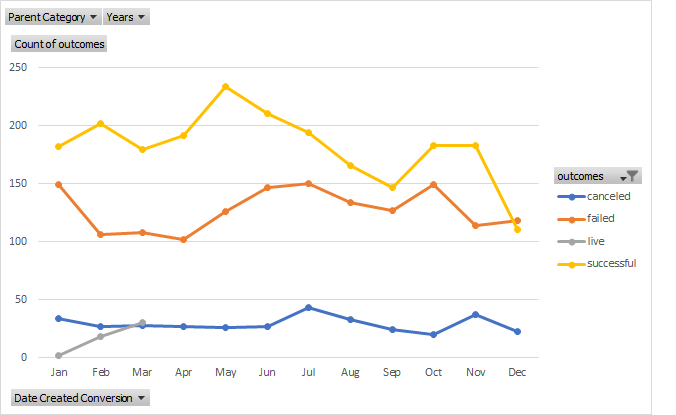 Parent Category Years
Count of outcomes
250
200
150
100
50
0
Jan Feb Mar Apr May Jun Jul Aug Sep Oct Nov Dec
outcomes
canceled
failed
live
successful
Date Created Conversion